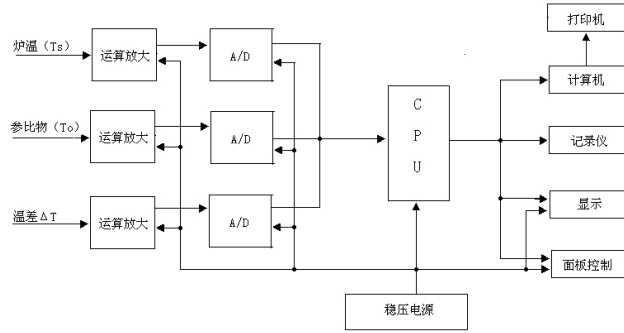 打印机
炉温（Ts）
运算放大
A/D
计算机
参比物（To）
运算放大
A/D
C
P
U
记录仪
温差ΔT
运算放大
A/D
显示
面板控制
稳压电源